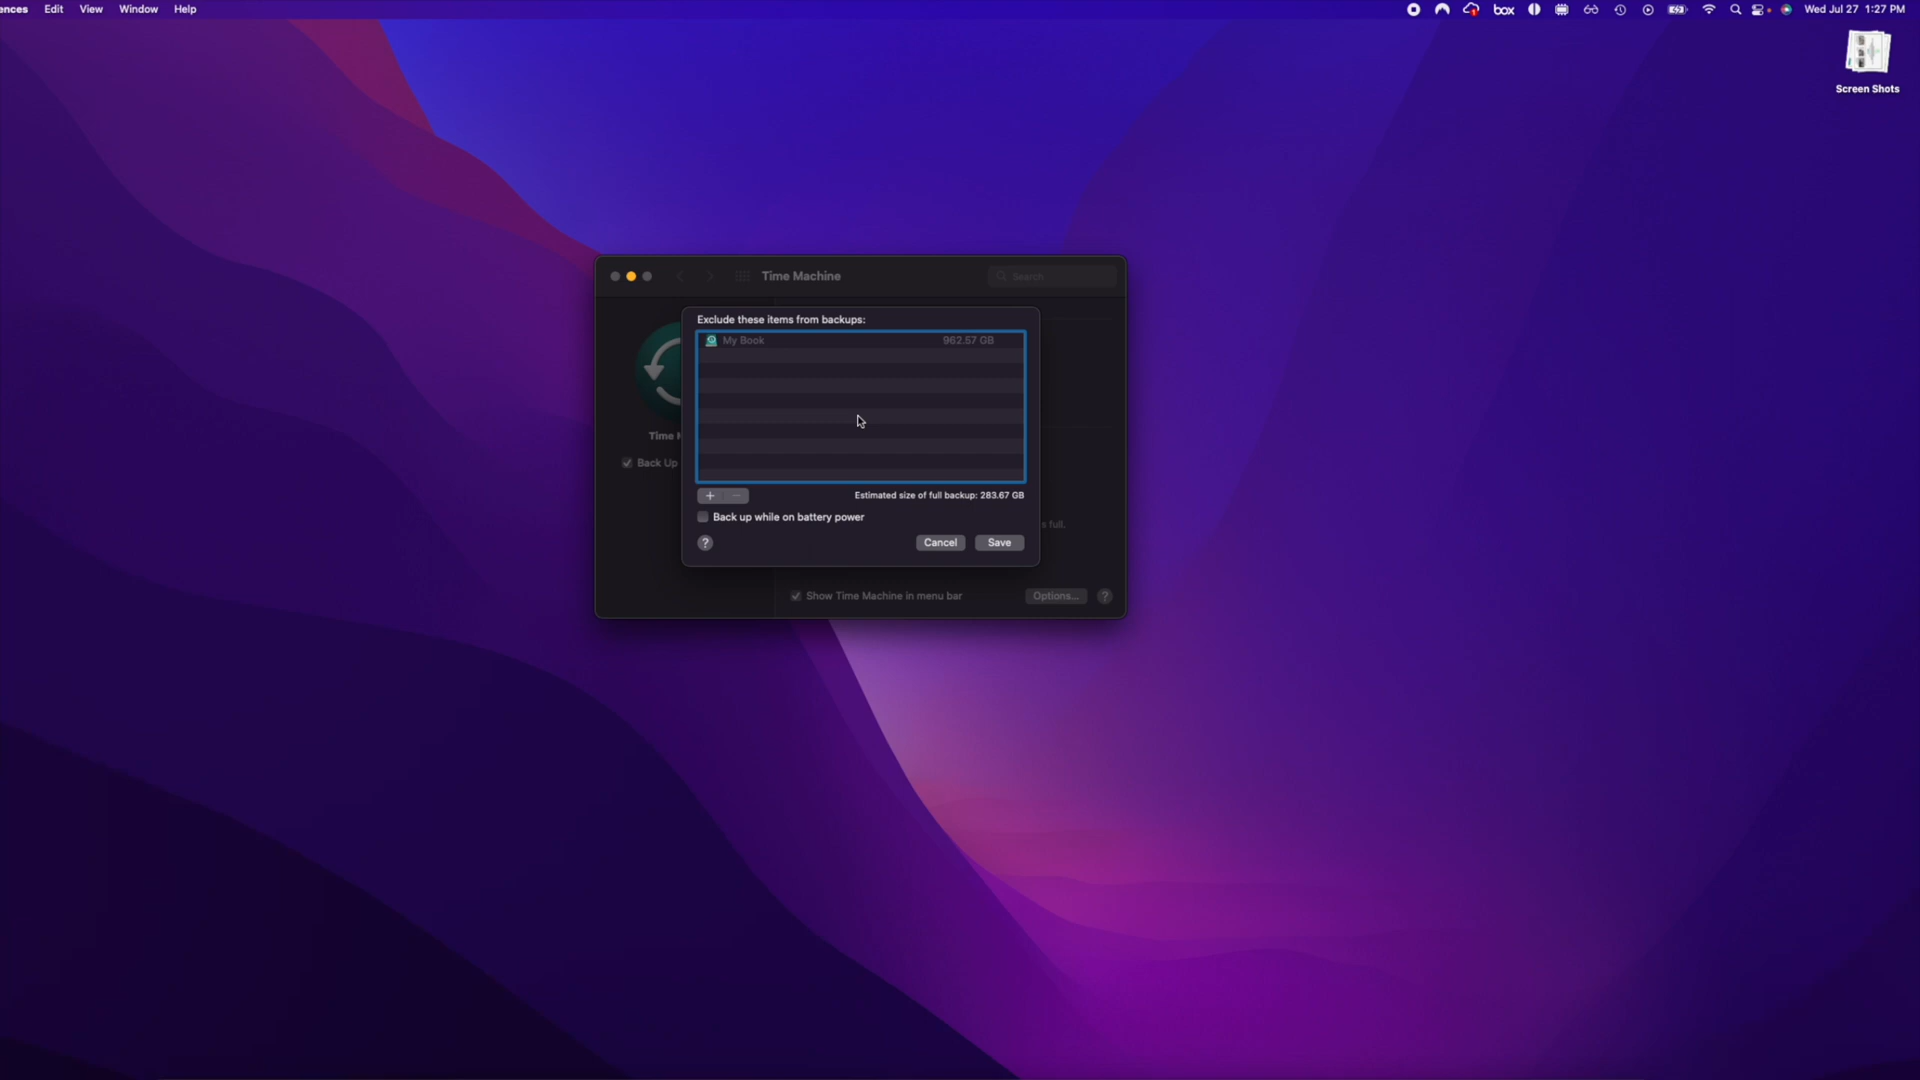 ences Edit View Window Help
box Wed Jul 27 1:27 PM
Screen Shots
Time Machine
Search
Exclude these items from backups:
My Book 962.57 GB
Time M
Back Up
+ − Estimated size of full backup: 283.67 GB
Back up while on battery power
s full.
? Cancel Save
Show Time Machine in menu bar Options... ?